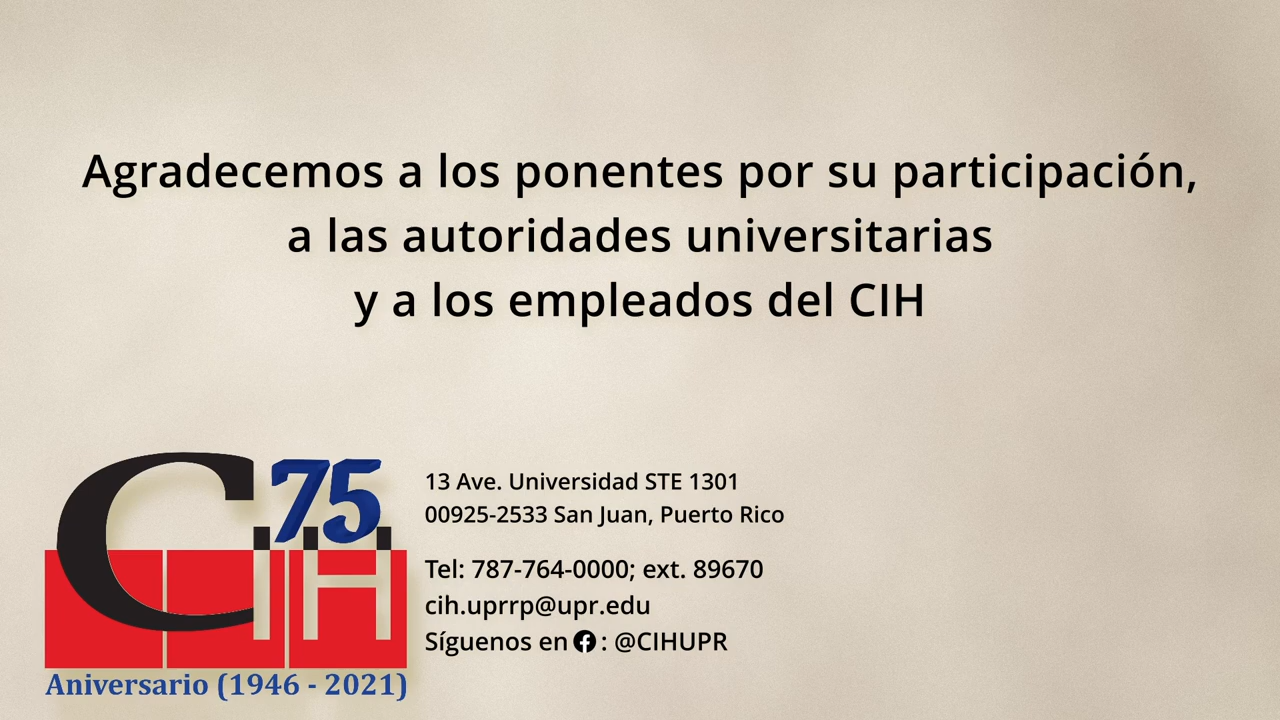 Agradecemos a los ponentes por su participación,
a las autoridades universitarias
y a los empleados del CIH
CIH 75
Aniversario (1946 - 2021)
13 Ave. Universidad STE 1301
00925-2533 San Juan, Puerto Rico
Tel: 787-764-0000; ext. 89670
cih.uprrp@upr.edu
Síguenos en : @CIHUPR